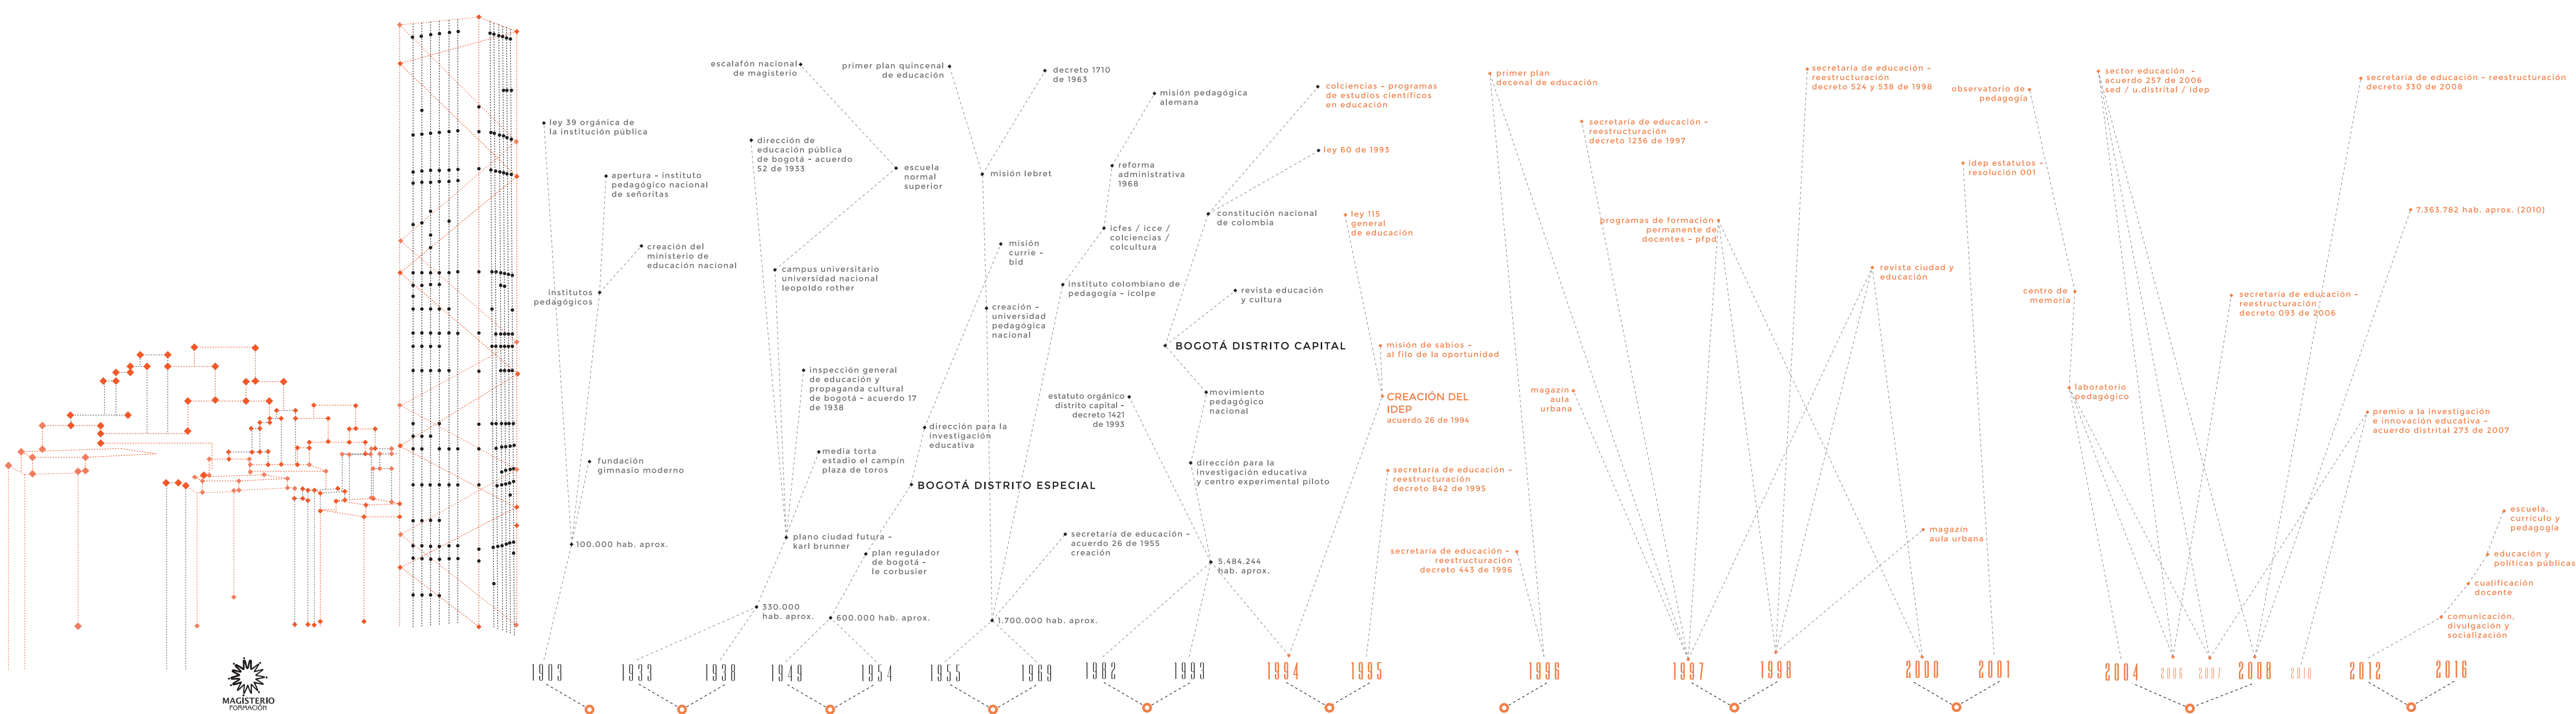 MAGISTERIO
FORMACIÓN
ley 39 orgánica de
la institución pública
apertura - instituto
pedagógico nacional
de señoritas
creación del
ministerio de
educación nacional
institutos
pedagógicos
fundación
gimnasio moderno
100.000 hab. aprox.
escalafón nacional
de magisterio
dirección de
educación pública
de bogotá - acuerdo
52 de 1933
escuela
normal
superior
campus universitario
universidad nacional
leopoldo rother
inspección general
de educación y
propaganda cultural
de bogotá - acuerdo 17
de 1938
media torta
estadio el campín
plaza de toros
plano ciudad futura -
karl brunner
330.000
hab. aprox.
primer plan quincenal
de educación
decreto 1710
de 1963
misión lebret
misión
currie -
bid
creación -
universidad
pedagógica
nacional
dirección para la
investigación
educativa
BOGOTÁ DISTRITO ESPECIAL
plan regulador
de bogotá -
le corbusier
600.000 hab. aprox.
secretaría de educación -
acuerdo 26 de 1955
creación
1.700.000 hab. aprox.
misión pedagógica
alemana
reforma
administrativa
1968
icfes / icce /
colciencias /
colcultura
instituto colombiano de
pedagogía - icolpe
estatuto orgánico
distrito capital -
decreto 1421
de 1993
colciencias - programas
de estudios científicos
en educación
ley 60 de 1993
constitución nacional
de colombia
revista educación
y cultura
BOGOTÁ DISTRITO CAPITAL
movimiento
pedagógico
nacional
dirección para la
investigación educativa
y centro experimental piloto
5.484.244
hab. aprox.
ley 115
general
de educación
misión de sabios -
al filo de la oportunidad
CREACIÓN DEL
IDEP
acuerdo 26 de 1994
secretaría de educación -
reestructuración
decreto 842 de 1995
secretaría de educación -
reestructuración
decreto 443 de 1996
primer plan
decenal de educación
secretaría de educación -
reestructuración
decreto 1236 de 1997
programas de formación
permanente de
docentes - pfpd
magazín
aula
urbana
secretaría de educación -
reestructuración
decreto 524 y 538 de 1998
revista ciudad y
educación
magazín
aula urbana
observatorio de
pedagogía
idep estatutos -
resolución 001
centro de
memoria
laboratorio
pedagógico
sector educación -
acuerdo 257 de 2006
sed / u.distrital / idep
secretaría de educación -
reestructuración
decreto 093 de 2006
secretaría de educación - reestructuración
decreto 330 de 2008
7.363.782 hab. aprox. (2010)
premio a la investigación
e innovación educativa -
acuerdo distrital 273 de 2007
escuela,
currículo y
pedagogía
educación y
políticas públicas
cualificación
docente
comunicación,
divulgación y
socialización
1903
1933
1938
1949
1954
1955
1969
1982
1993
1994
1995
1996
1997
1998
2000
2001
2004
2006
2007
2008
2010
2012
2016